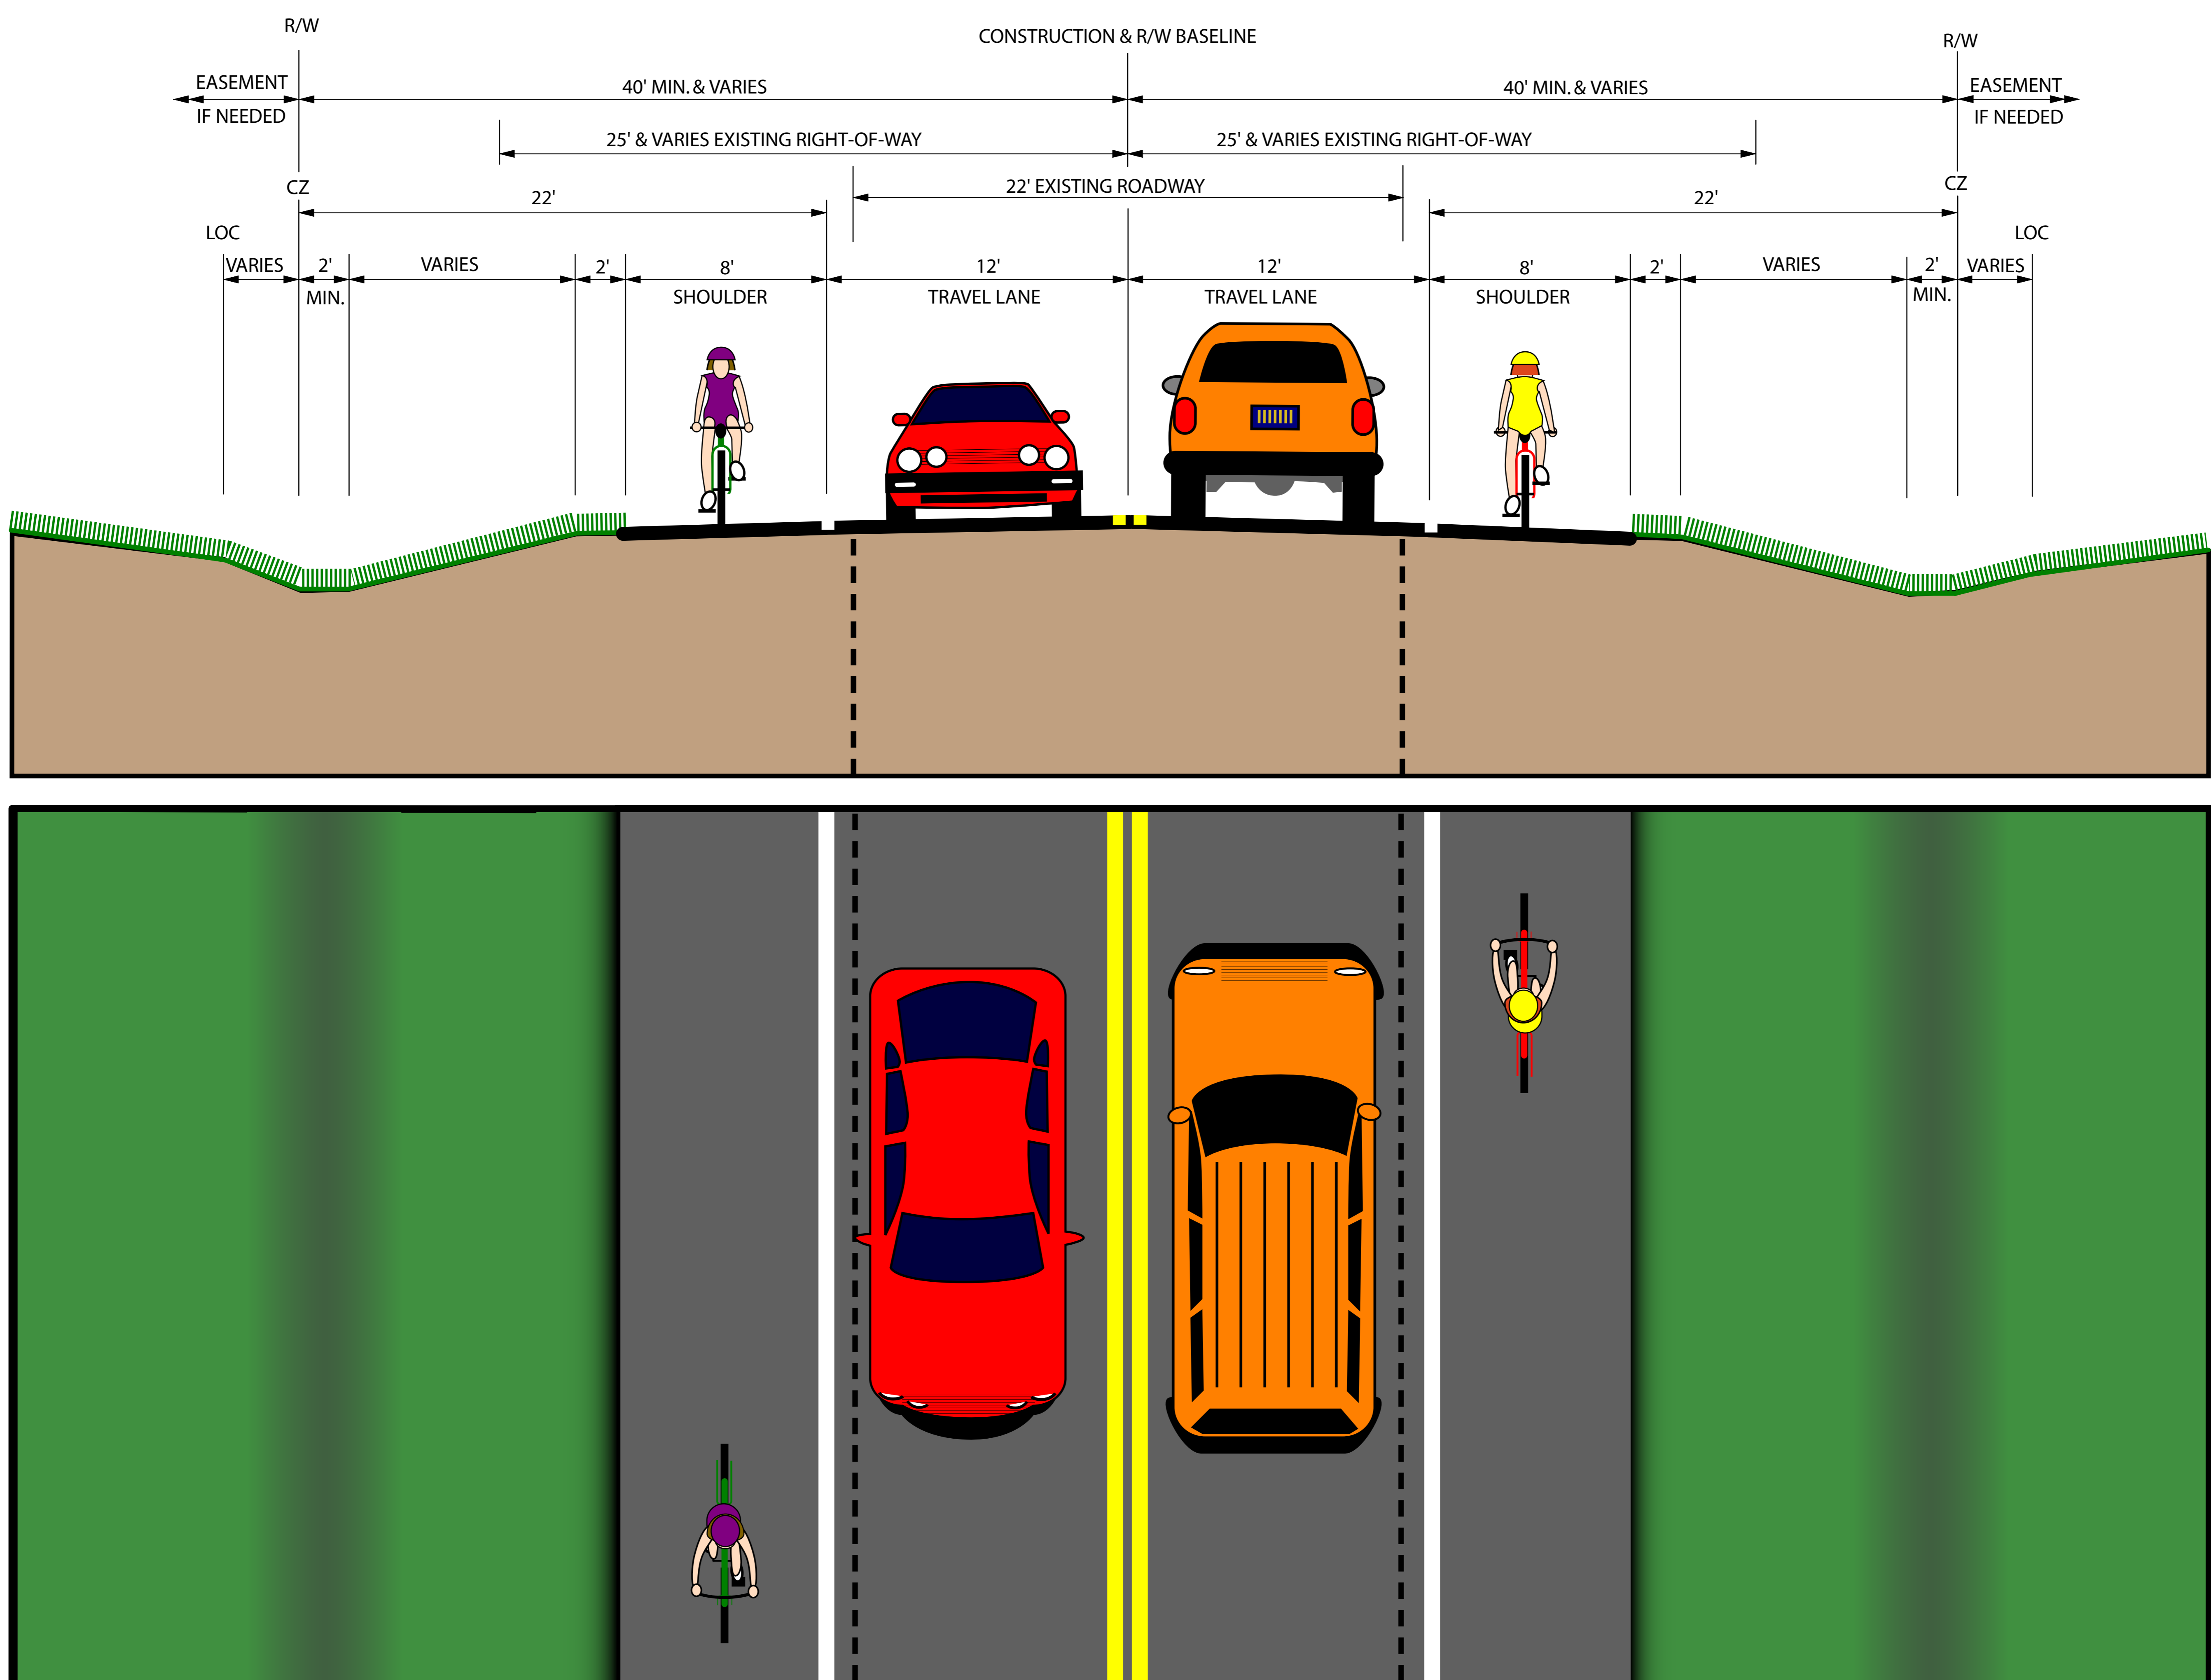 R/W
CONSTRUCTION & R/W BASELINE
R/W
EASEMENT
IF NEEDED
40' MIN. & VARIES
40' MIN. & VARIES
EASEMENT
IF NEEDED
25' & VARIES EXISTING RIGHT-OF-WAY
25' & VARIES EXISTING RIGHT-OF-WAY
CZ
22'
22' EXISTING ROADWAY
22'
CZ
LOC
LOC
VARIES
2'
MIN.
VARIES
2'
8'
SHOULDER
12'
TRAVEL LANE
12'
TRAVEL LANE
8'
SHOULDER
2'
VARIES
2'
MIN.
VARIES